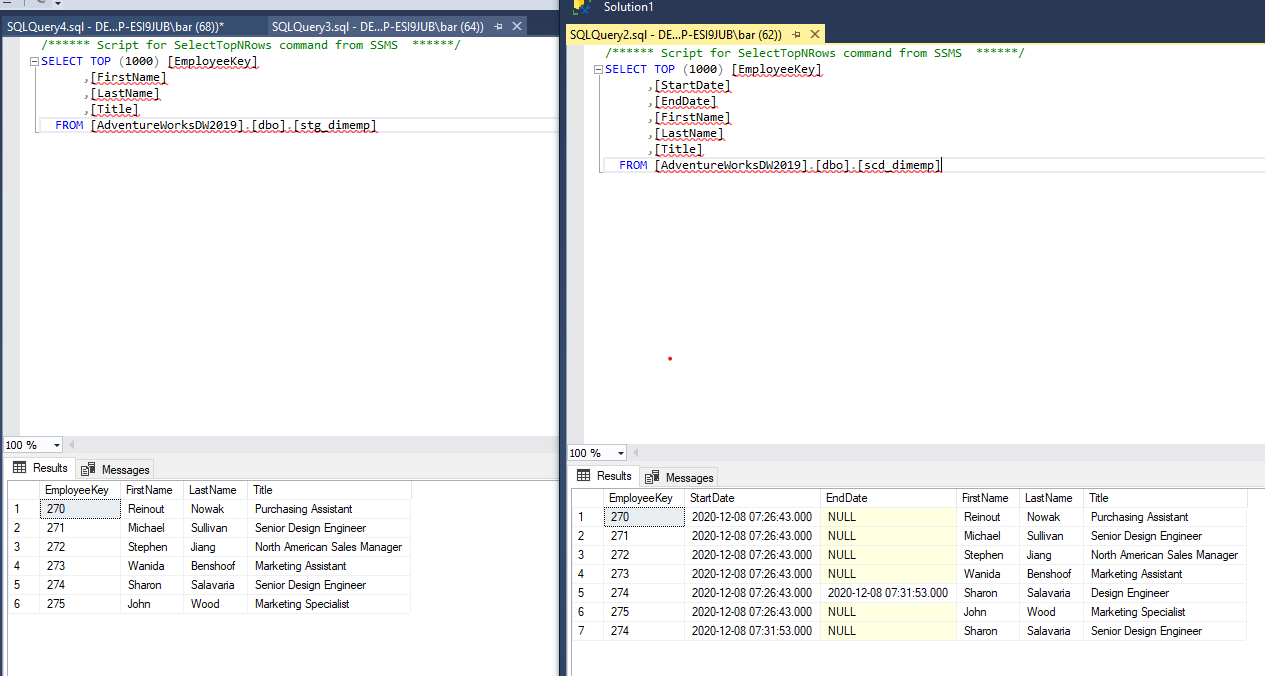 Solution1
SQLQuery4.sql - DE...P-ESI9JUB\bar (68))*
SQLQuery3.sql - DE...P-ESI9JUB\bar (64))
/****** Script for SelectTopNRows command from SSMS  ******/
SELECT TOP (1000) [EmployeeKey]
,[FirstName]
,[LastName]
,[Title]
FROM [AdventureWorksDW2019].[dbo].[stg_dimemp]
100 %
Results
Messages
EmployeeKey FirstName LastName Title
1 270 Reinout Nowak Purchasing Assistant
2 271 Michael Sullivan Senior Design Engineer
3 272 Stephen Jiang North American Sales Manager
4 273 Wanida Benshoof Marketing Assistant
5 274 Sharon Salavaria Senior Design Engineer
6 275 John Wood Marketing Specialist
SQLQuery2.sql - DE...P-ESI9JUB\bar (62))
/****** Script for SelectTopNRows command from SSMS  ******/
SELECT TOP (1000) [EmployeeKey]
,[StartDate]
,[EndDate]
,[FirstName]
,[LastName]
,[Title]
FROM [AdventureWorksDW2019].[dbo].[scd_dimemp]
100 %
Results
Messages
EmployeeKey StartDate EndDate FirstName LastName Title
1 270 2020-12-08 07:26:43.000 NULL Reinout Nowak Purchasing Assistant
2 271 2020-12-08 07:26:43.000 NULL Michael Sullivan Senior Design Engineer
3 272 2020-12-08 07:26:43.000 NULL Stephen Jiang North American Sales Manager
4 273 2020-12-08 07:26:43.000 NULL Wanida Benshoof Marketing Assistant
5 274 2020-12-08 07:26:43.000 2020-12-08 07:31:53.000 Sharon Salavaria Design Engineer
6 275 2020-12-08 07:26:43.000 NULL John Wood Marketing Specialist
7 274 2020-12-08 07:31:53.000 NULL Sharon Salavaria Senior Design Engineer